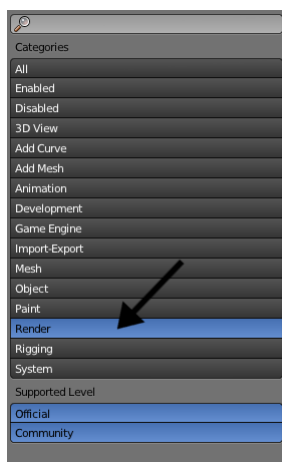 Categories
All
Enabled
Disabled
3D View
Add Curve
Add Mesh
Animation
Development
Game Engine
Import-Export
Mesh
Object
Paint
Render
Rigging
System
Supported Level
Official
Community